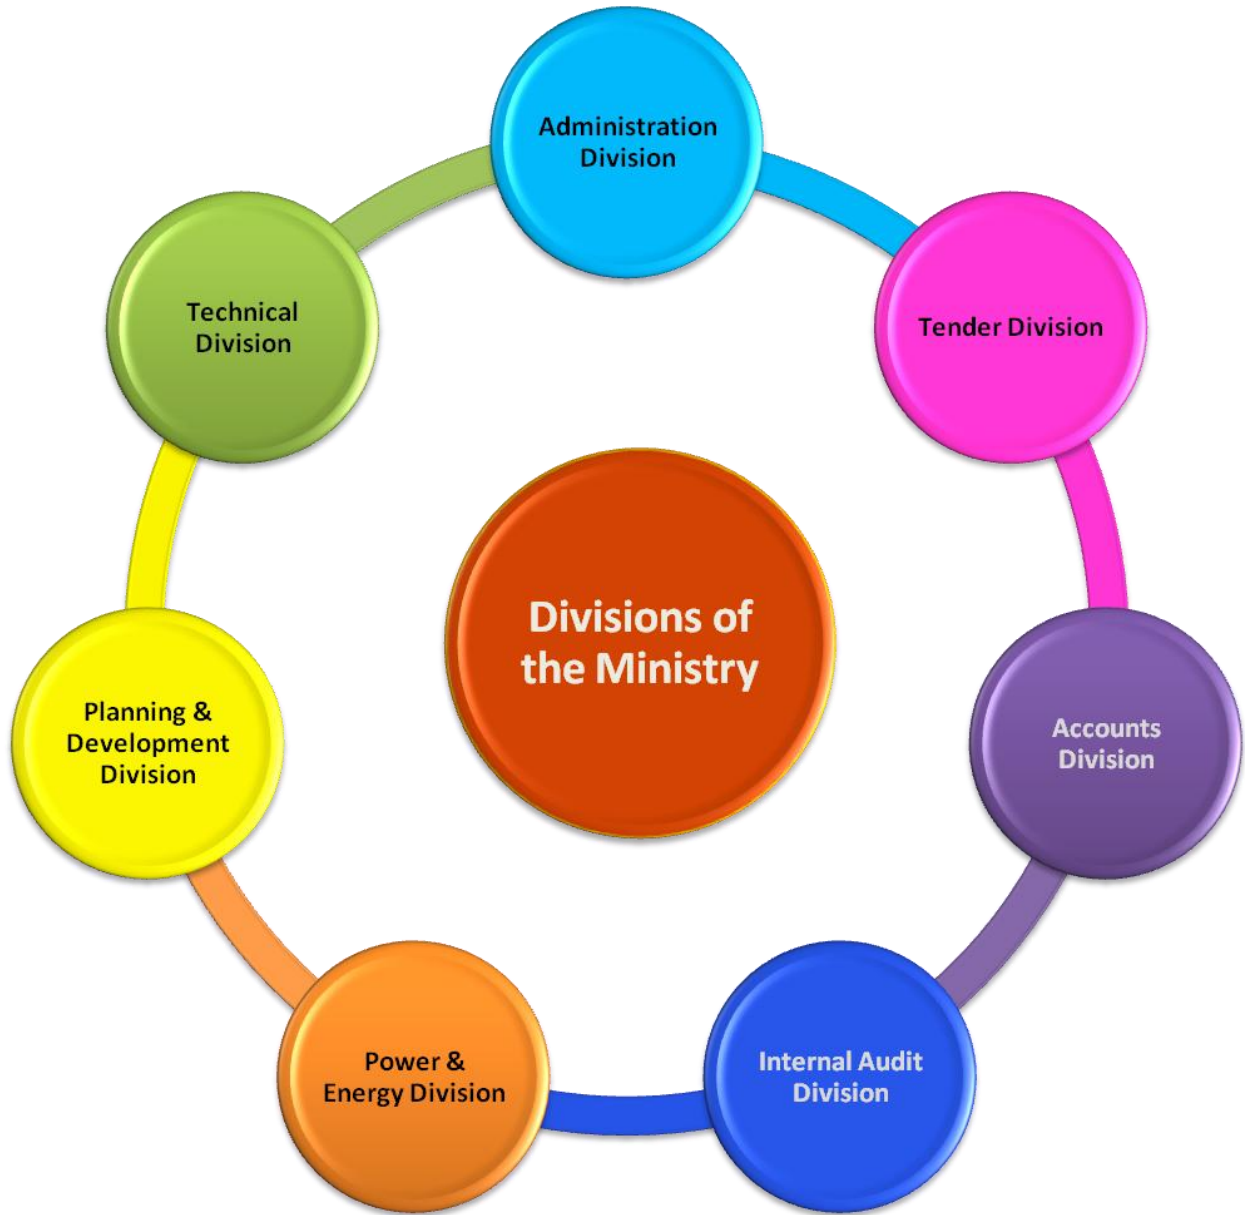 Administration
Division
Tender Division
Accounts
Division
Internal Audit
Division
Power &
Energy Division
Planning &
Development
Division
Technical
Division
Divisions of
the Ministry